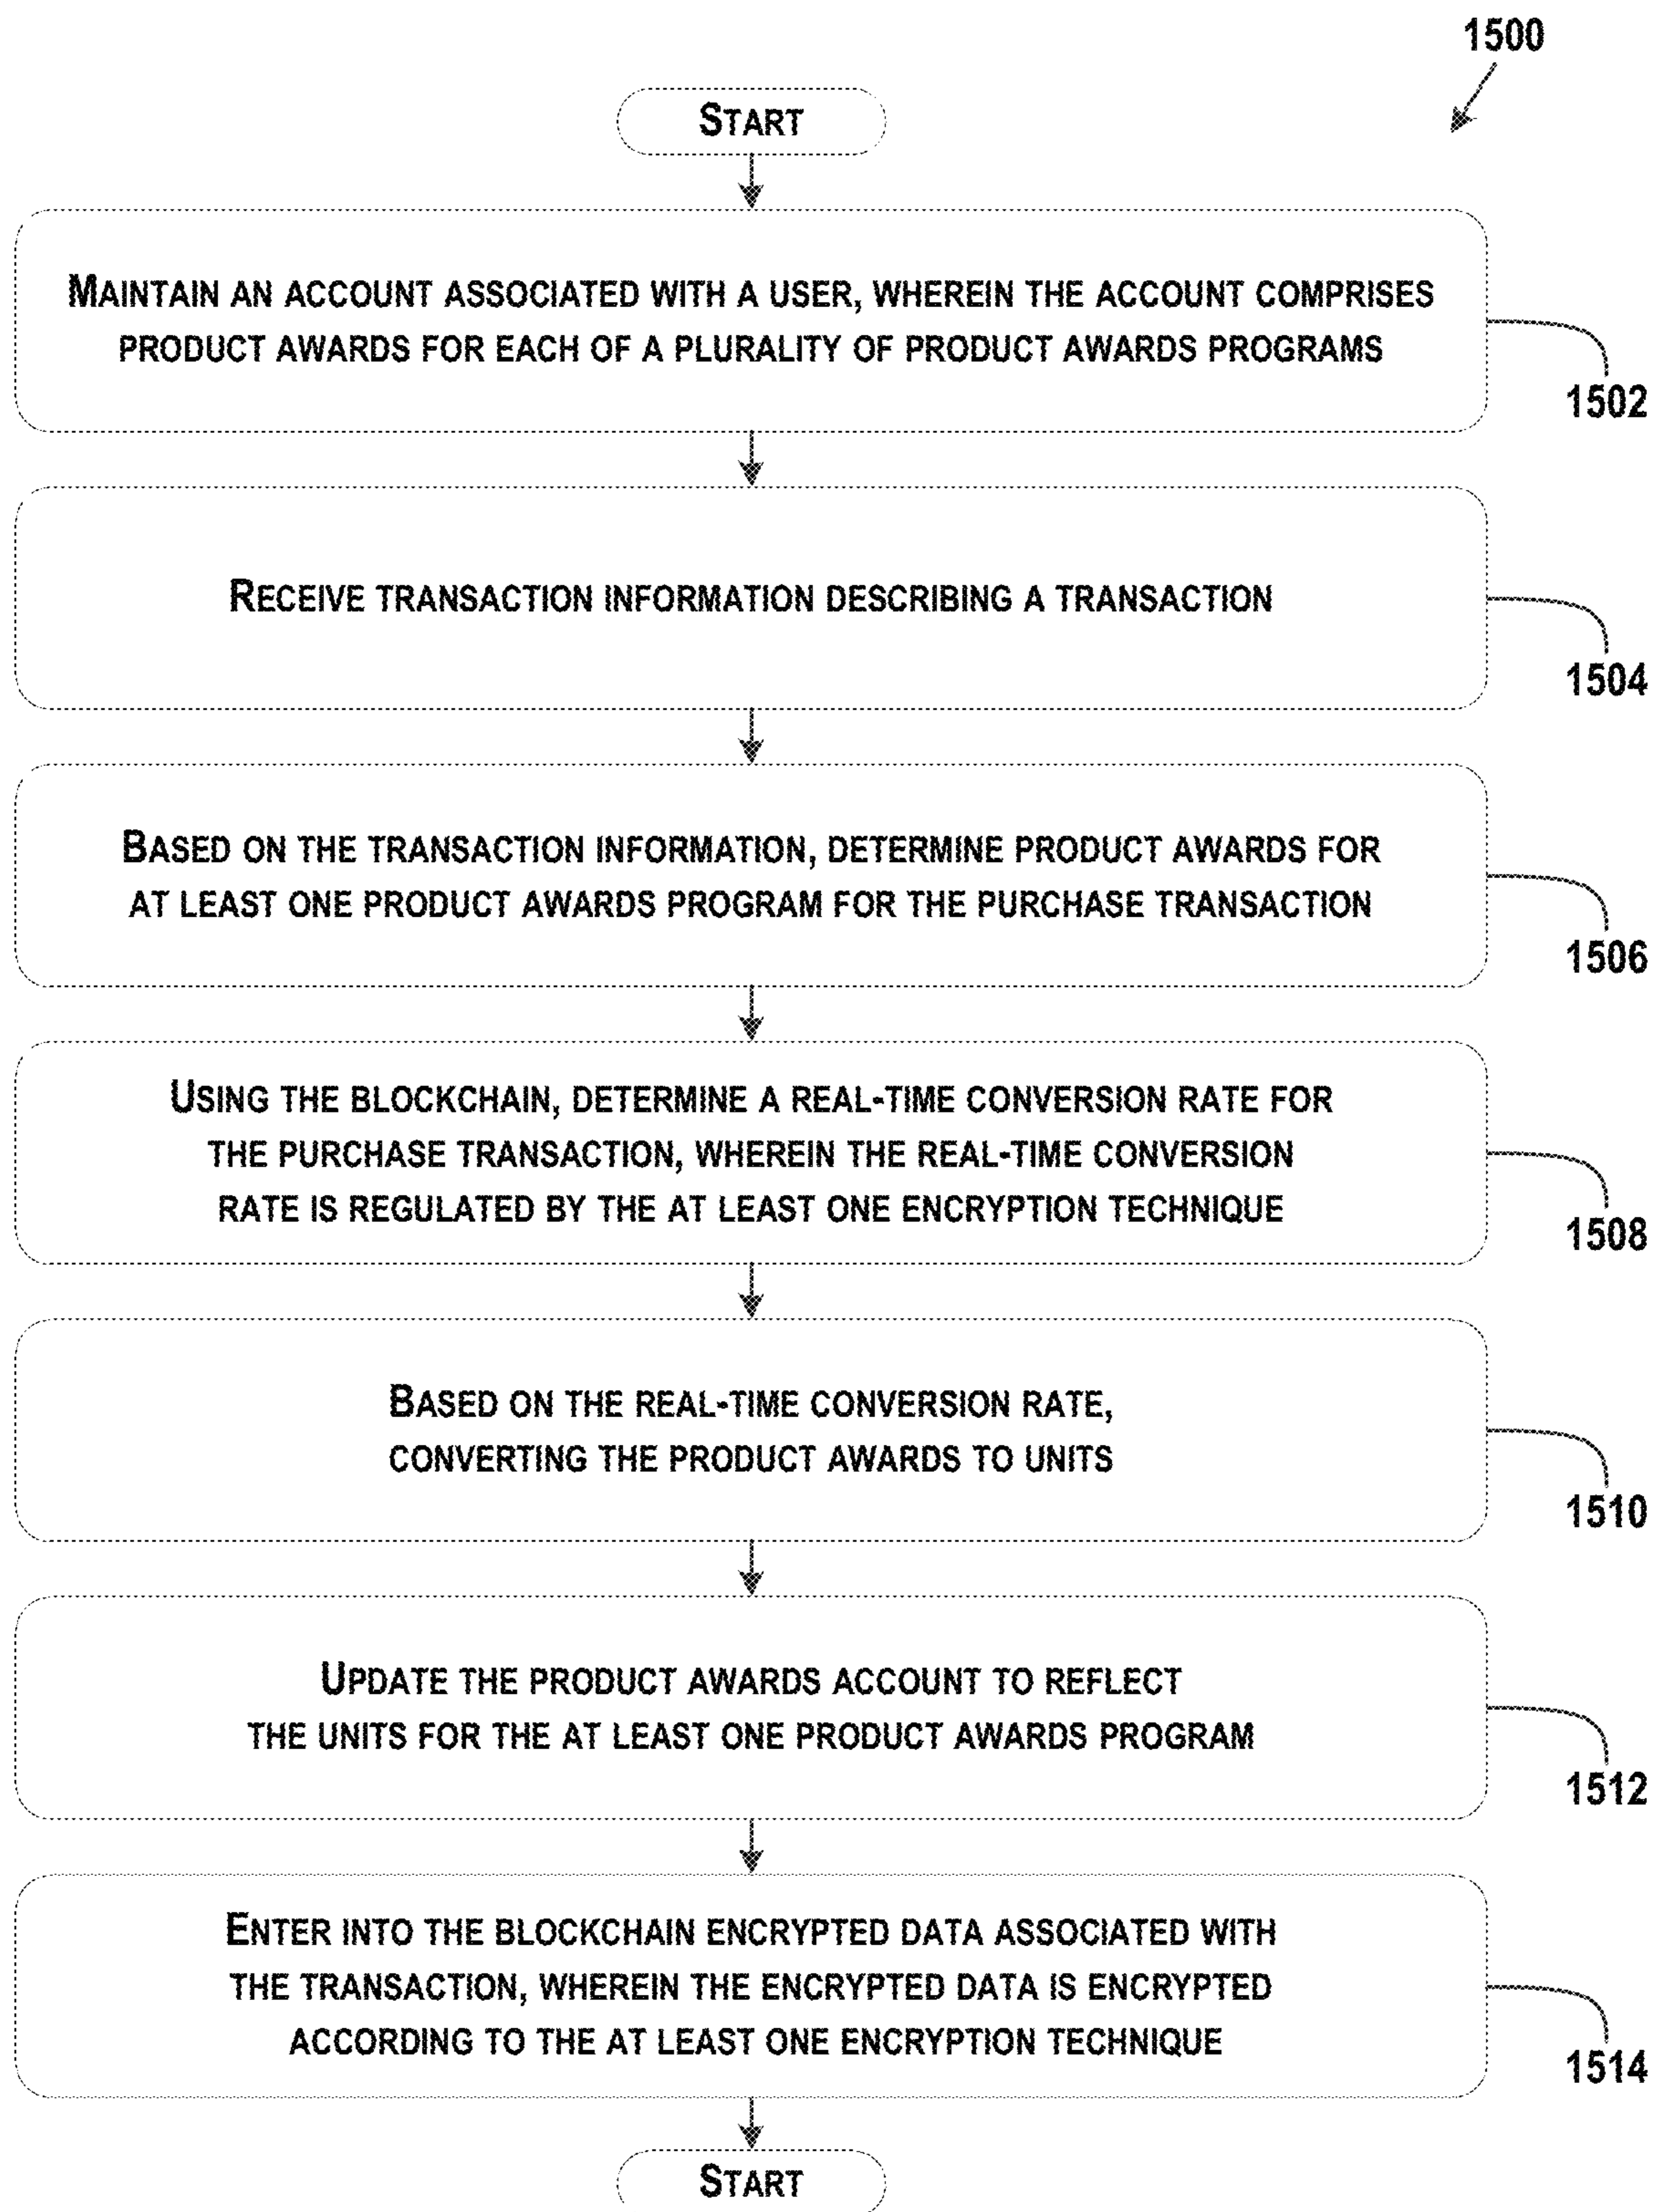 1500
START
MAINTAIN AN ACCOUNT ASSOCIATED WITH A USER, WHEREIN THE ACCOUNT COMPRISES
PRODUCT AWARDS FOR EACH OF A PLURALITY OF PRODUCT AWARDS PROGRAMS
1502
RECEIVE TRANSACTION INFORMATION DESCRIBING A TRANSACTION
1504
BASED ON THE TRANSACTION INFORMATION, DETERMINE PRODUCT AWARDS FOR
AT LEAST ONE PRODUCT AWARDS PROGRAM FOR THE PURCHASE TRANSACTION
1506
USING THE BLOCKCHAIN, DETERMINE A REAL-TIME CONVERSION RATE FOR
THE PURCHASE TRANSACTION, WHEREIN THE REAL-TIME CONVERSION
RATE IS REGULATED BY THE AT LEAST ONE ENCRYPTION TECHNIQUE
1508
BASED ON THE REAL-TIME CONVERSION RATE,
CONVERTING THE PRODUCT AWARDS TO UNITS
1510
UPDATE THE PRODUCT AWARDS ACCOUNT TO REFLECT
THE UNITS FOR THE AT LEAST ONE PRODUCT AWARDS PROGRAM
1512
ENTER INTO THE BLOCKCHAIN ENCRYPTED DATA ASSOCIATED WITH
THE TRANSACTION, WHEREIN THE ENCRYPTED DATA IS ENCRYPTED
ACCORDING TO THE AT LEAST ONE ENCRYPTION TECHNIQUE
1514
START